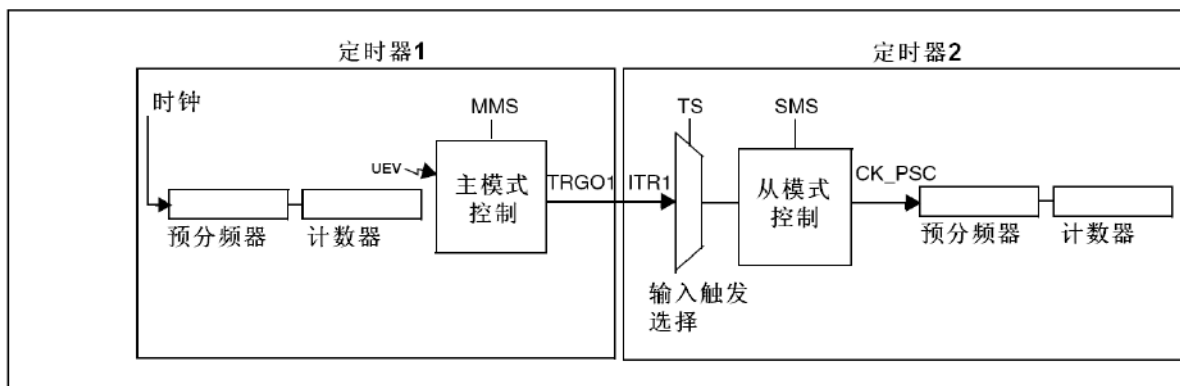 定时器1
定时器2
时钟
MMS
TS
SMS
UEV
主模式
控制
TRGO1
ITR1
从模式
控制
CK_PSC
预分频器
计数器
预分频器
计数器
输入触发
选择